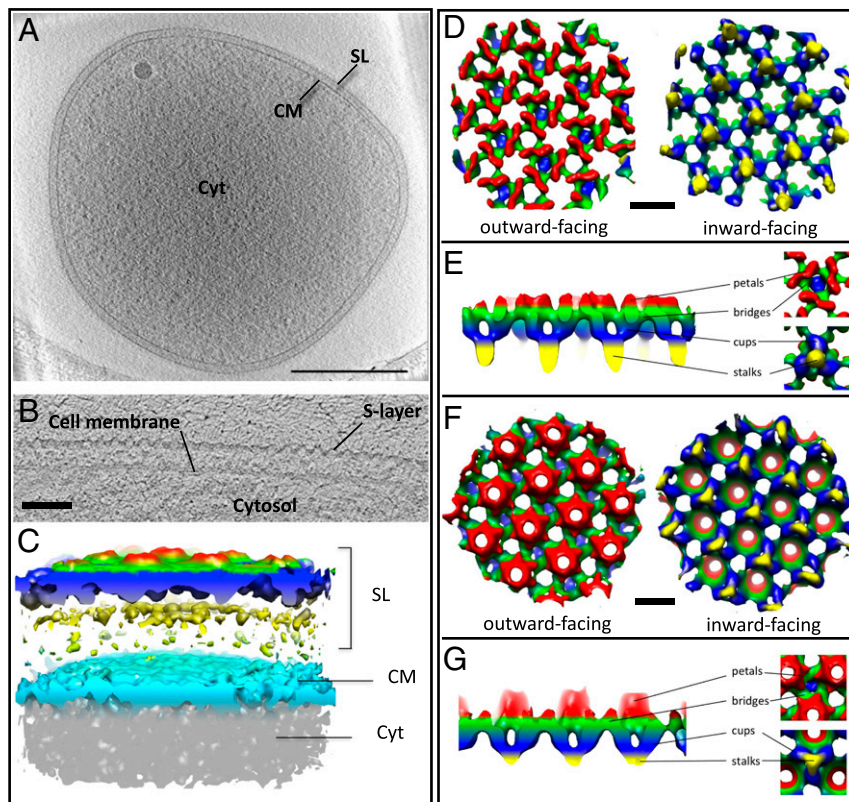 A
SL
CM
Cyt
B
Cell membrane
S-layer
Cytosol
C
SL
CM
Cyt
D
outward-facing
inward-facing
E
petals
bridges
cups
stalks
F
outward-facing
inward-facing
G
petals
bridges
cups
stalks